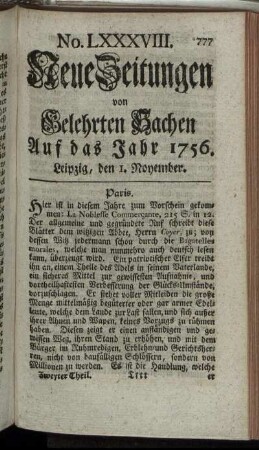 No. LXXXVIII. 777
Neue Zeitungen
von
Gelehrten Sachen
Auf das Jahr 1756.
Leipzig, den 1. November.
Paris.
Hier ist in diesem Jahre zum Vorschein gekom-
men: La Noblesse Commerçante, 215 S. in 12.
Der allgemeine und gegründete Ruf schreibt diese
Blätter dem witzigen Abbe, Herrn Coyer, zu; von
dessen Witz jedermann schon durch die Bagatelles
morales, welche man nunmehro auch deutsch lesen
kan, überzeugt wird. Ein patriotischer Eifer treibt
ihn an, einem Theile des Adels in seinem Vaterlande,
ein sicheres Mittel zur gewissesten Aufnahme, und
vortheilhaftesten Verbesserung der Glücksumstände,
vorzuschlagen. Er siehet voller Mitleiden die große
Menge mittelmäßig begüterter oder gar armer Edelleute,
welche dem Lande zur Last fallen, und sich außer
ihrer Ahnen und Wapen, keines Vorzugs zu rühmen
haben. Diesen zeigt er einen anständigen und ge-
wissen Weg, ihren Stand zu erhöhen, und mit dem
Bürger im Ruhmredigen, Erblehn und Gerichtsher-
ren, nicht von baufälligen Schlössern, sondern von
Millionen zu werden. Es ist die Handlung, welche
Zweyter Theil. Tttt er